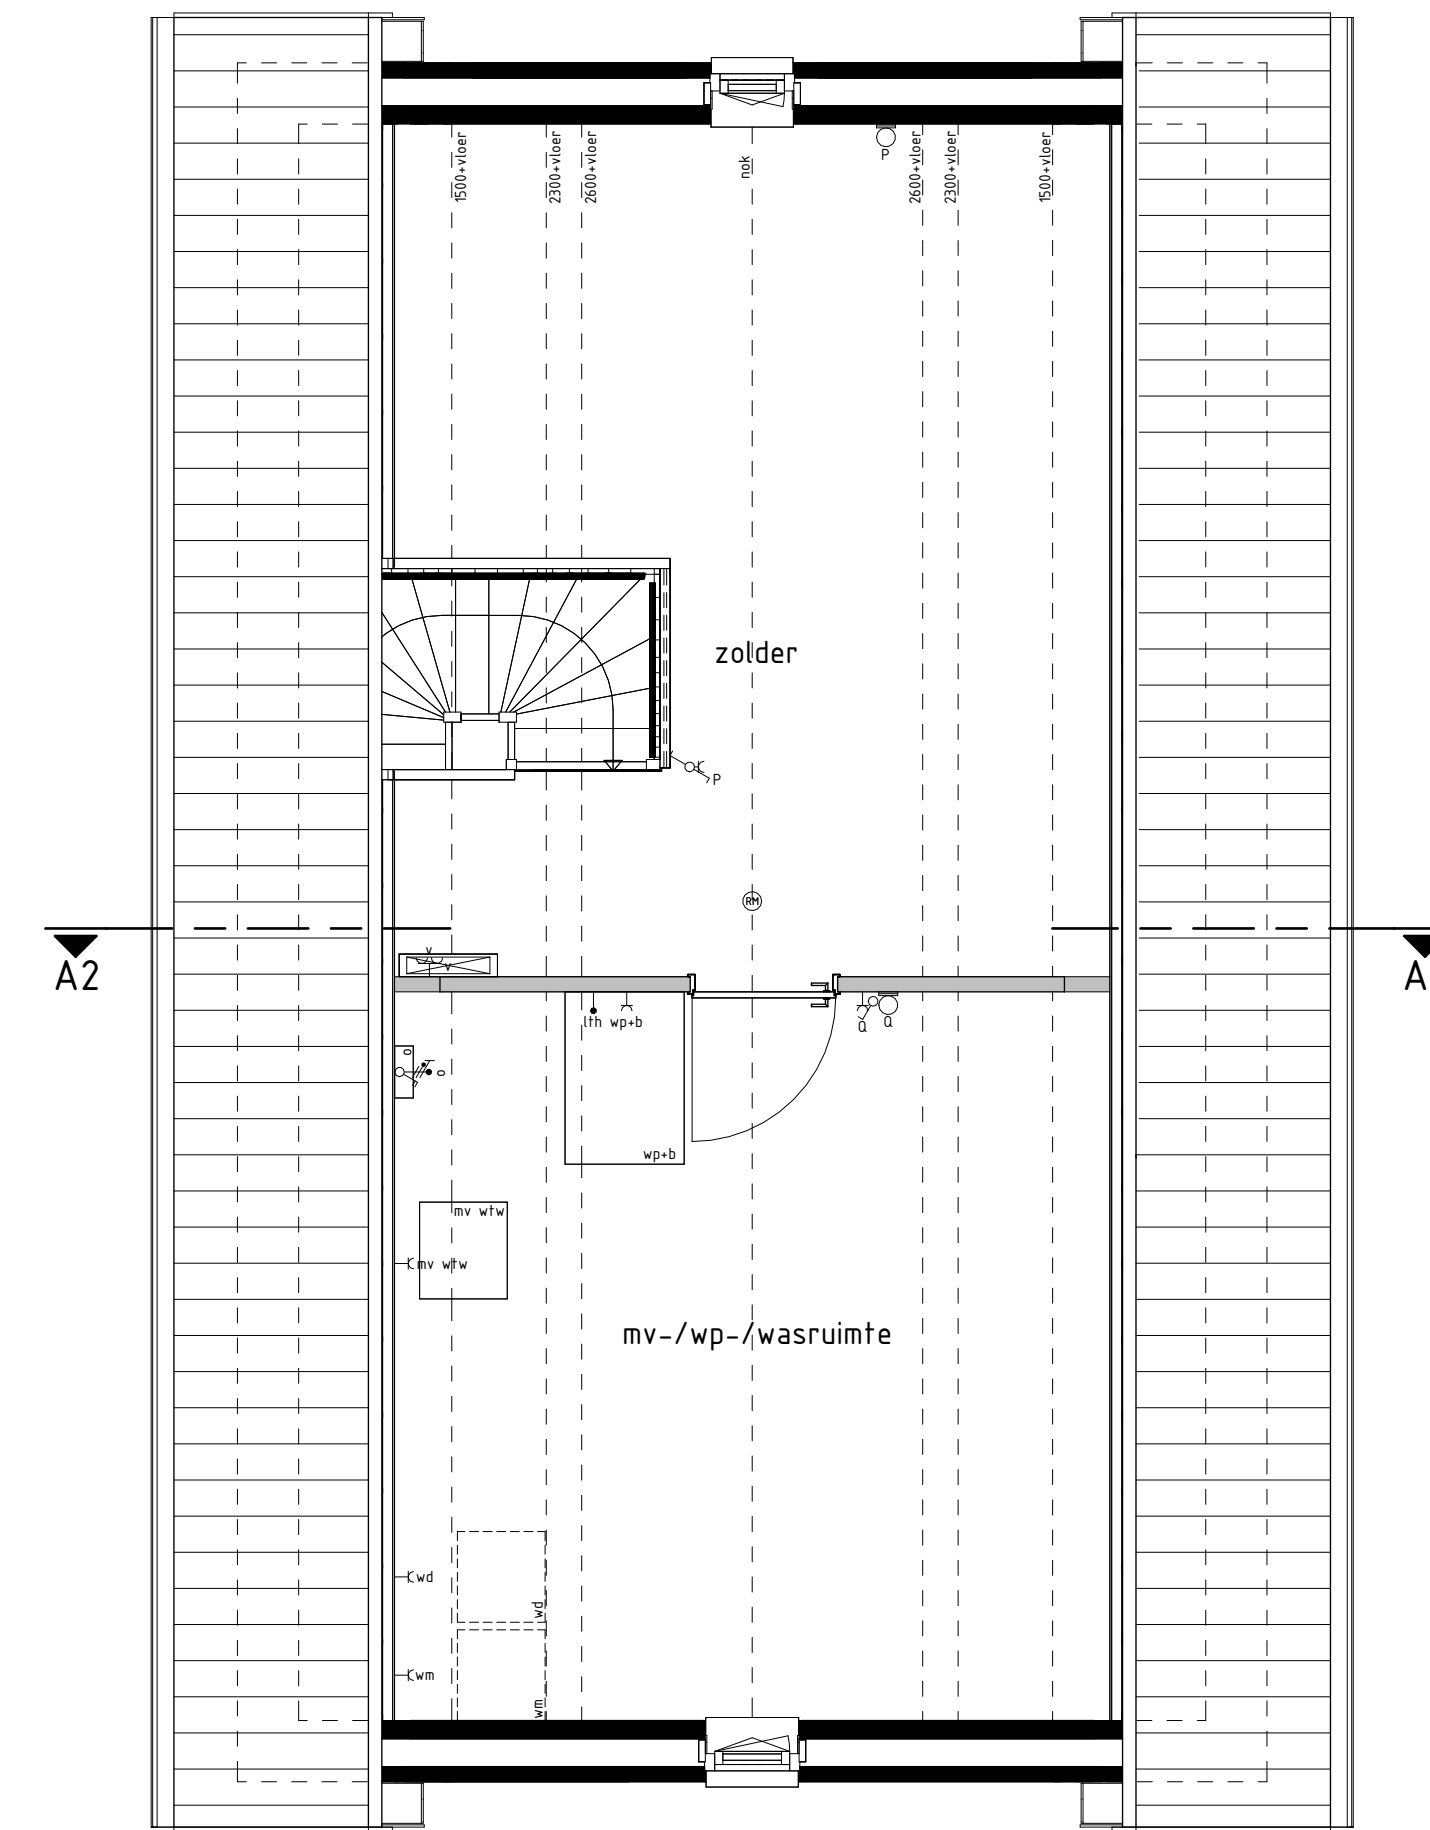 1500+vloer
2300+vloer
2600+vloer
nok
P
2600+vloer
2300+vloer
1500+vloer
zolder
P
RM
A2
A
v
v
lth wp+b
Q
Q
o
o
wp+b
mv wtw
mv wtw
mv-/wp-/wasruimte
wd
wd
wm
wm